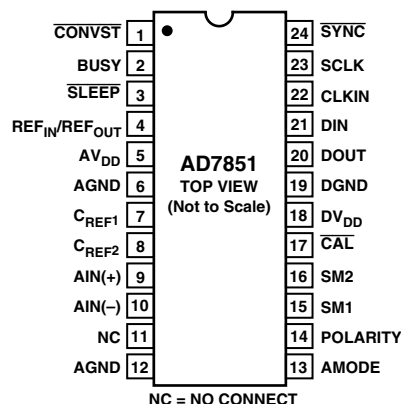 CONVST 1
BUSY 2
SLEEP 3
REFIN/REFOUT 4
AVDD 5
AGND 6
CREF1 7
CREF2 8
AIN(+) 9
AIN(–) 10
NC 11
AGND 12
AD7851
TOP VIEW
(Not to Scale)
24 SYNC
23 SCLK
22 CLKIN
21 DIN
20 DOUT
19 DGND
18 DVDD
17 CAL
16 SM2
15 SM1
14 POLARITY
13 AMODE
NC = NO CONNECT